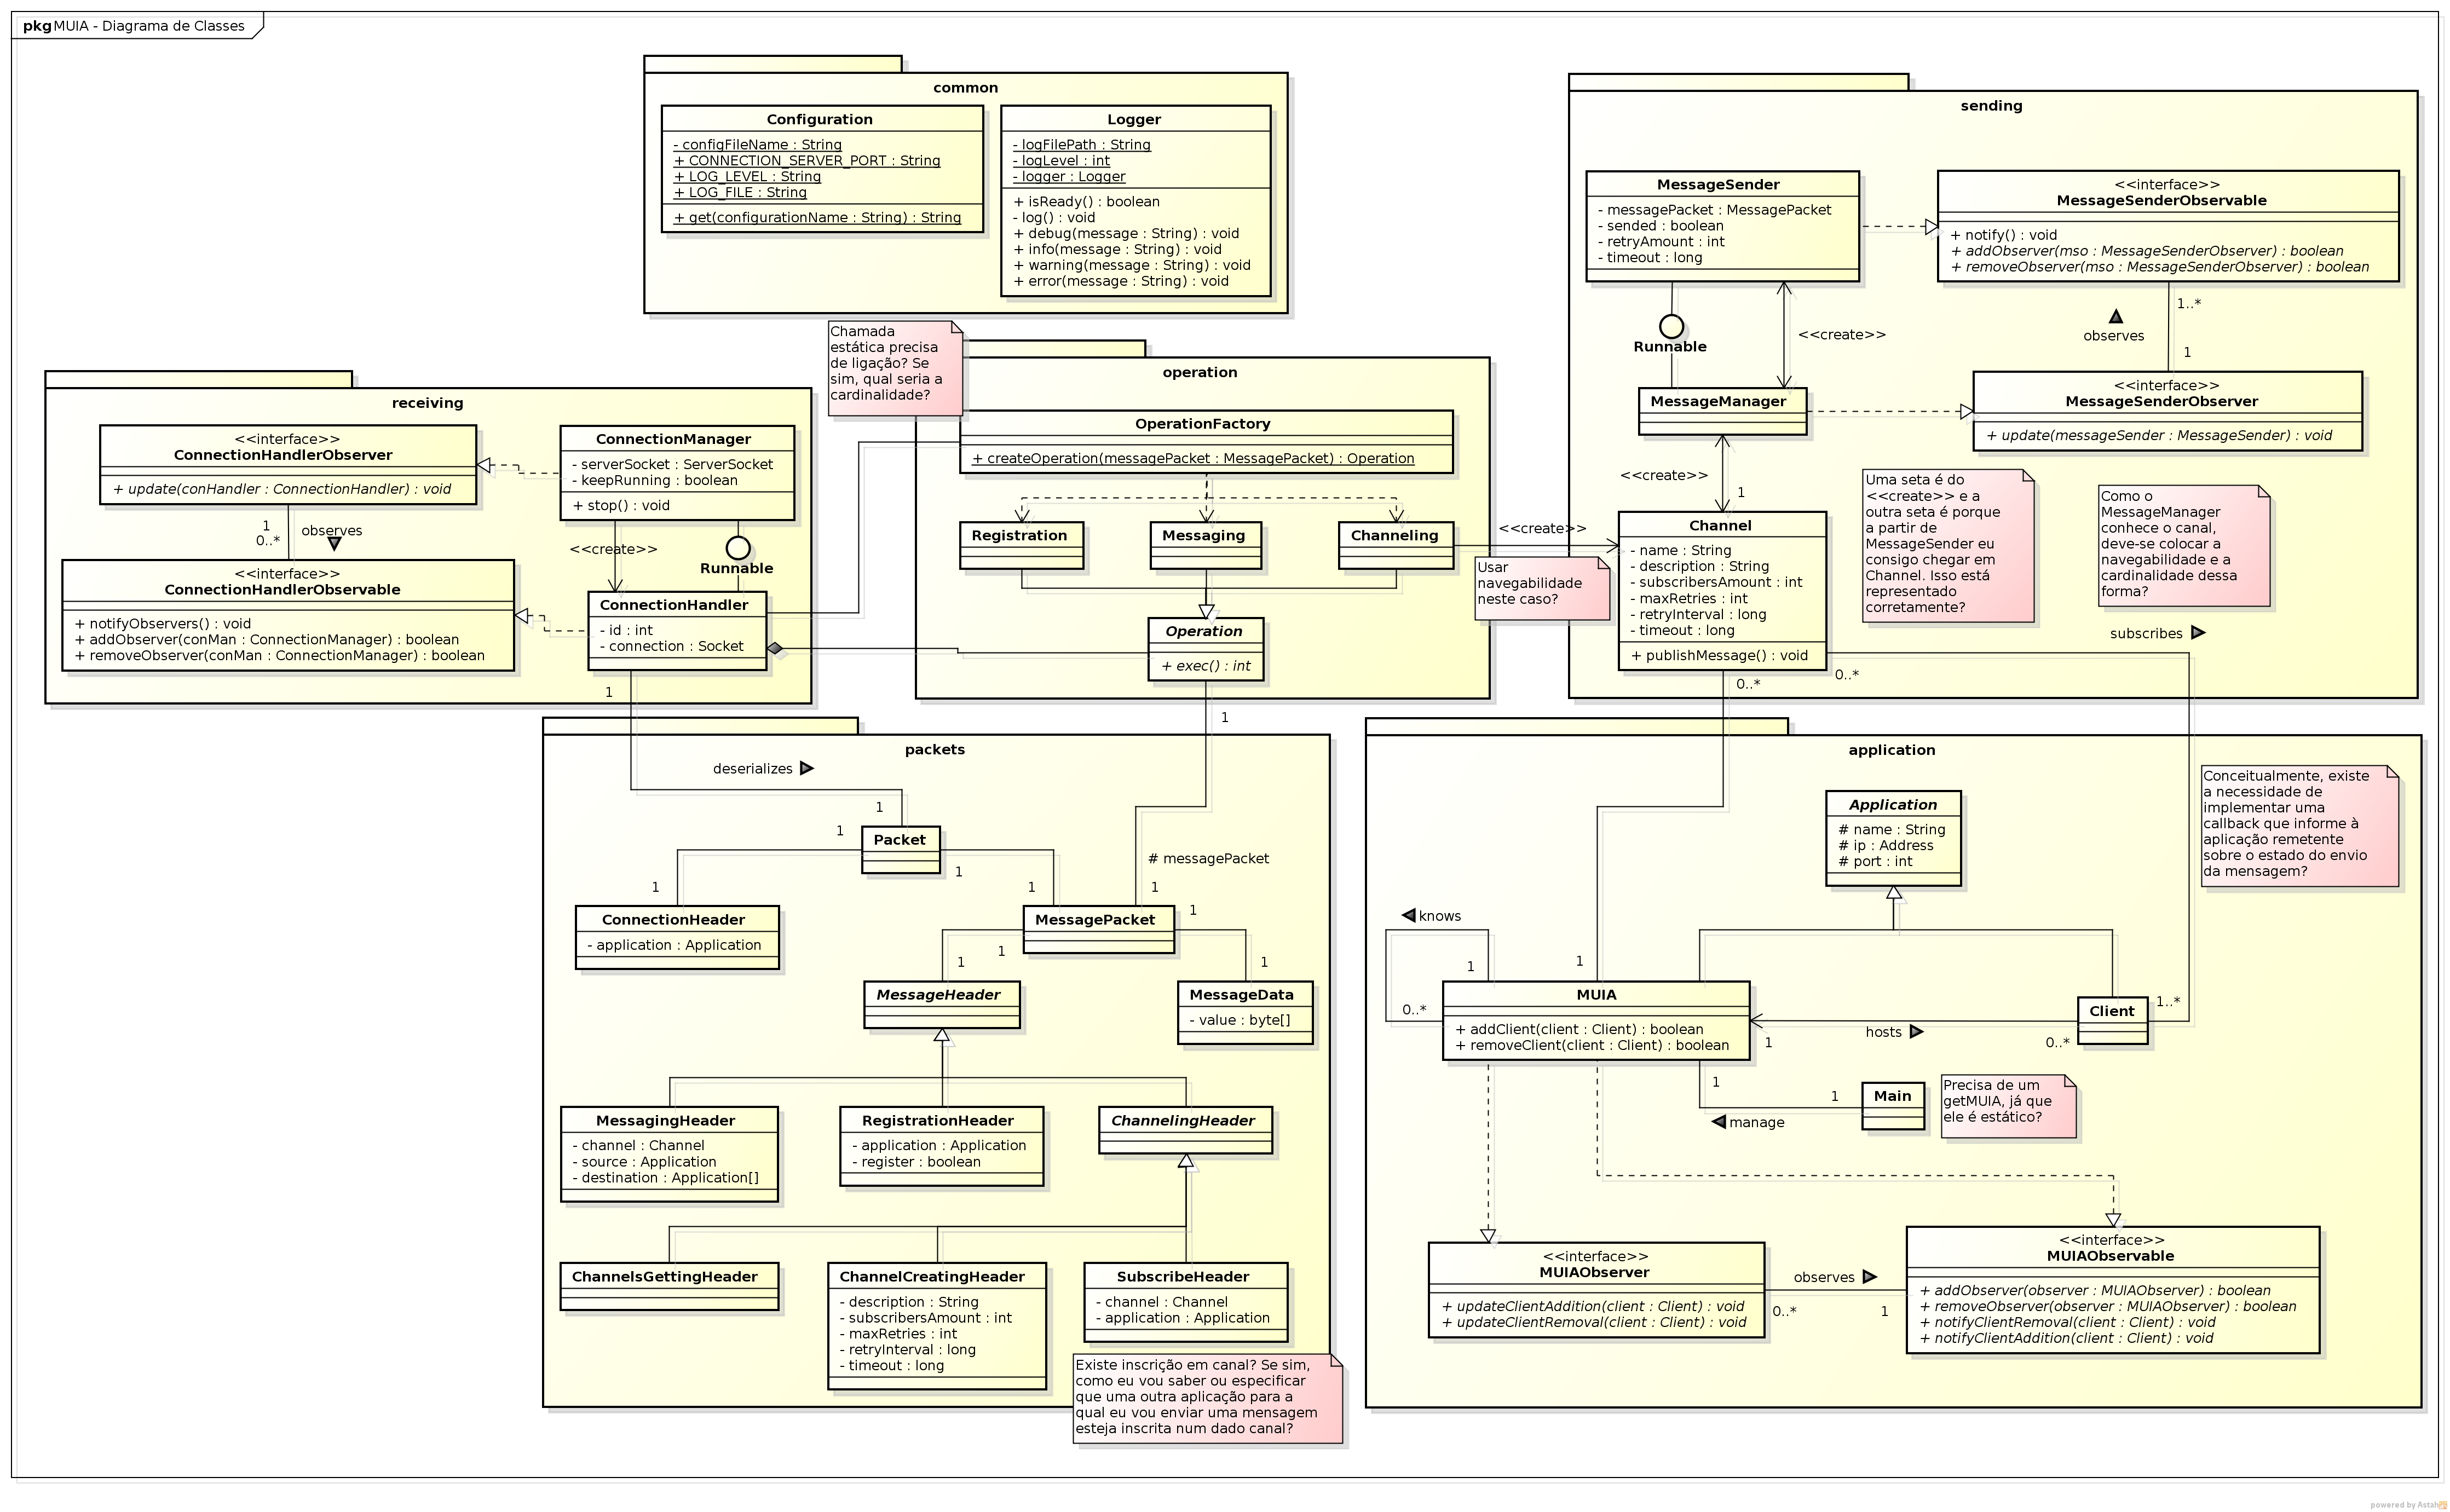 pkg MUIA - Diagrama de Classes
common
Configuration
- configFileName : String
+ CONNECTION_SERVER_PORT : String
+ LOG_LEVEL : String
+ LOG_FILE : String
+ get(configurationName : String) : String
Logger
- logFilePath : String
- logLevel : int
- logger : Logger
+ isReady() : boolean
- log() : void
+ debug(message : String) : void
+ info(message : String) : void
+ warning(message : String) : void
+ error(message : String) : void
sending
MessageSender
- messagePacket : MessagePacket
- sended : boolean
- retryAmount : int
- timeout : long
<<interface>>
MessageSenderObservable
+ notify() : void
+ addObserver(mso : MessageSenderObserver) : boolean
+ removeObserver(mso : MessageSenderObserver) : boolean
Runnable
<<create>>
1..*
observes
1
MessageManager
<<interface>>
MessageSenderObserver
+ update(messageSender : MessageSender) : void
<<create>>
1
Uma seta é do
<<create>> e a
outra seta é porque
a partir de
MessageSender eu
consigo chegar em
Channel. Isso está
representado
corretamente?
Como o
MessageManager
conhece o canal,
deve-se colocar a
navegabilidade e a
cardinalidade dessa
forma?
Channel
- name : String
- description : String
- subscribersAmount : int
- maxRetries : int
- retryInterval : long
- timeout : long
+ publishMessage() : void
subscribes
0..*
0..*
Chamada
estática precisa
de ligação? Se
sim, qual seria a
cardinalidade?
operation
OperationFactory
+ createOperation(messagePacket : MessagePacket) : Operation
Registration
Messaging
Channeling
<<create>>
Usar
navegabilidade
neste caso?
Operation
+ exec() : int
1
receiving
<<interface>>
ConnectionHandlerObserver
+ update(conHandler : ConnectionHandler) : void
ConnectionManager
- serverSocket : ServerSocket
- keepRunning : boolean
+ stop() : void
1
0..*
observes
<<create>>
Runnable
<<interface>>
ConnectionHandlerObservable
+ notifyObservers() : void
+ addObserver(conMan : ConnectionManager) : boolean
+ removeObserver(conMan : ConnectionManager) : boolean
ConnectionHandler
- id : int
- connection : Socket
1
packets
deserializes
1
1
Packet
1
# messagePacket
1
1
1
ConnectionHeader
- application : Application
MessagePacket
1
1
1
1
MessageHeader
MessageData
- value : byte[]
MessagingHeader
- channel : Channel
- source : Application
- destination : Application[]
RegistrationHeader
- application : Application
- register : boolean
ChannelingHeader
ChannelsGettingHeader
ChannelCreatingHeader
- description : String
- subscribersAmount : int
- maxRetries : int
- retryInterval : long
- timeout : long
SubscribeHeader
- channel : Channel
- application : Application
Existe inscrição em canal? Se sim,
como eu vou saber ou especificar
que uma outra aplicação para a
qual eu vou enviar uma mensagem
esteja inscrita num dado canal?
application
Application
# name : String
# ip : Address
# port : int
Conceitualmente, existe
a necessidade de
implementar uma
callback que informe à
aplicação remetente
sobre o estado do envio
da mensagem?
knows
1
0..*
1
MUIA
+ addClient(client : Client) : boolean
+ removeClient(client : Client) : boolean
1
hosts
0..*
Client
1..*
1
1
manage
Main
Precisa de um
getMUIA, já que
ele é estático?
<<interface>>
MUIAObserver
+ updateClientAddition(client : Client) : void
+ updateClientRemoval(client : Client) : void
observes
0..*
1
<<interface>>
MUIAObservable
+ addObserver(observer : MUIAObserver) : boolean
+ removeObserver(observer : MUIAObserver) : boolean
+ notifyClientRemoval(client : Client) : void
+ notifyClientAddition(client : Client) : void
powered by Astah